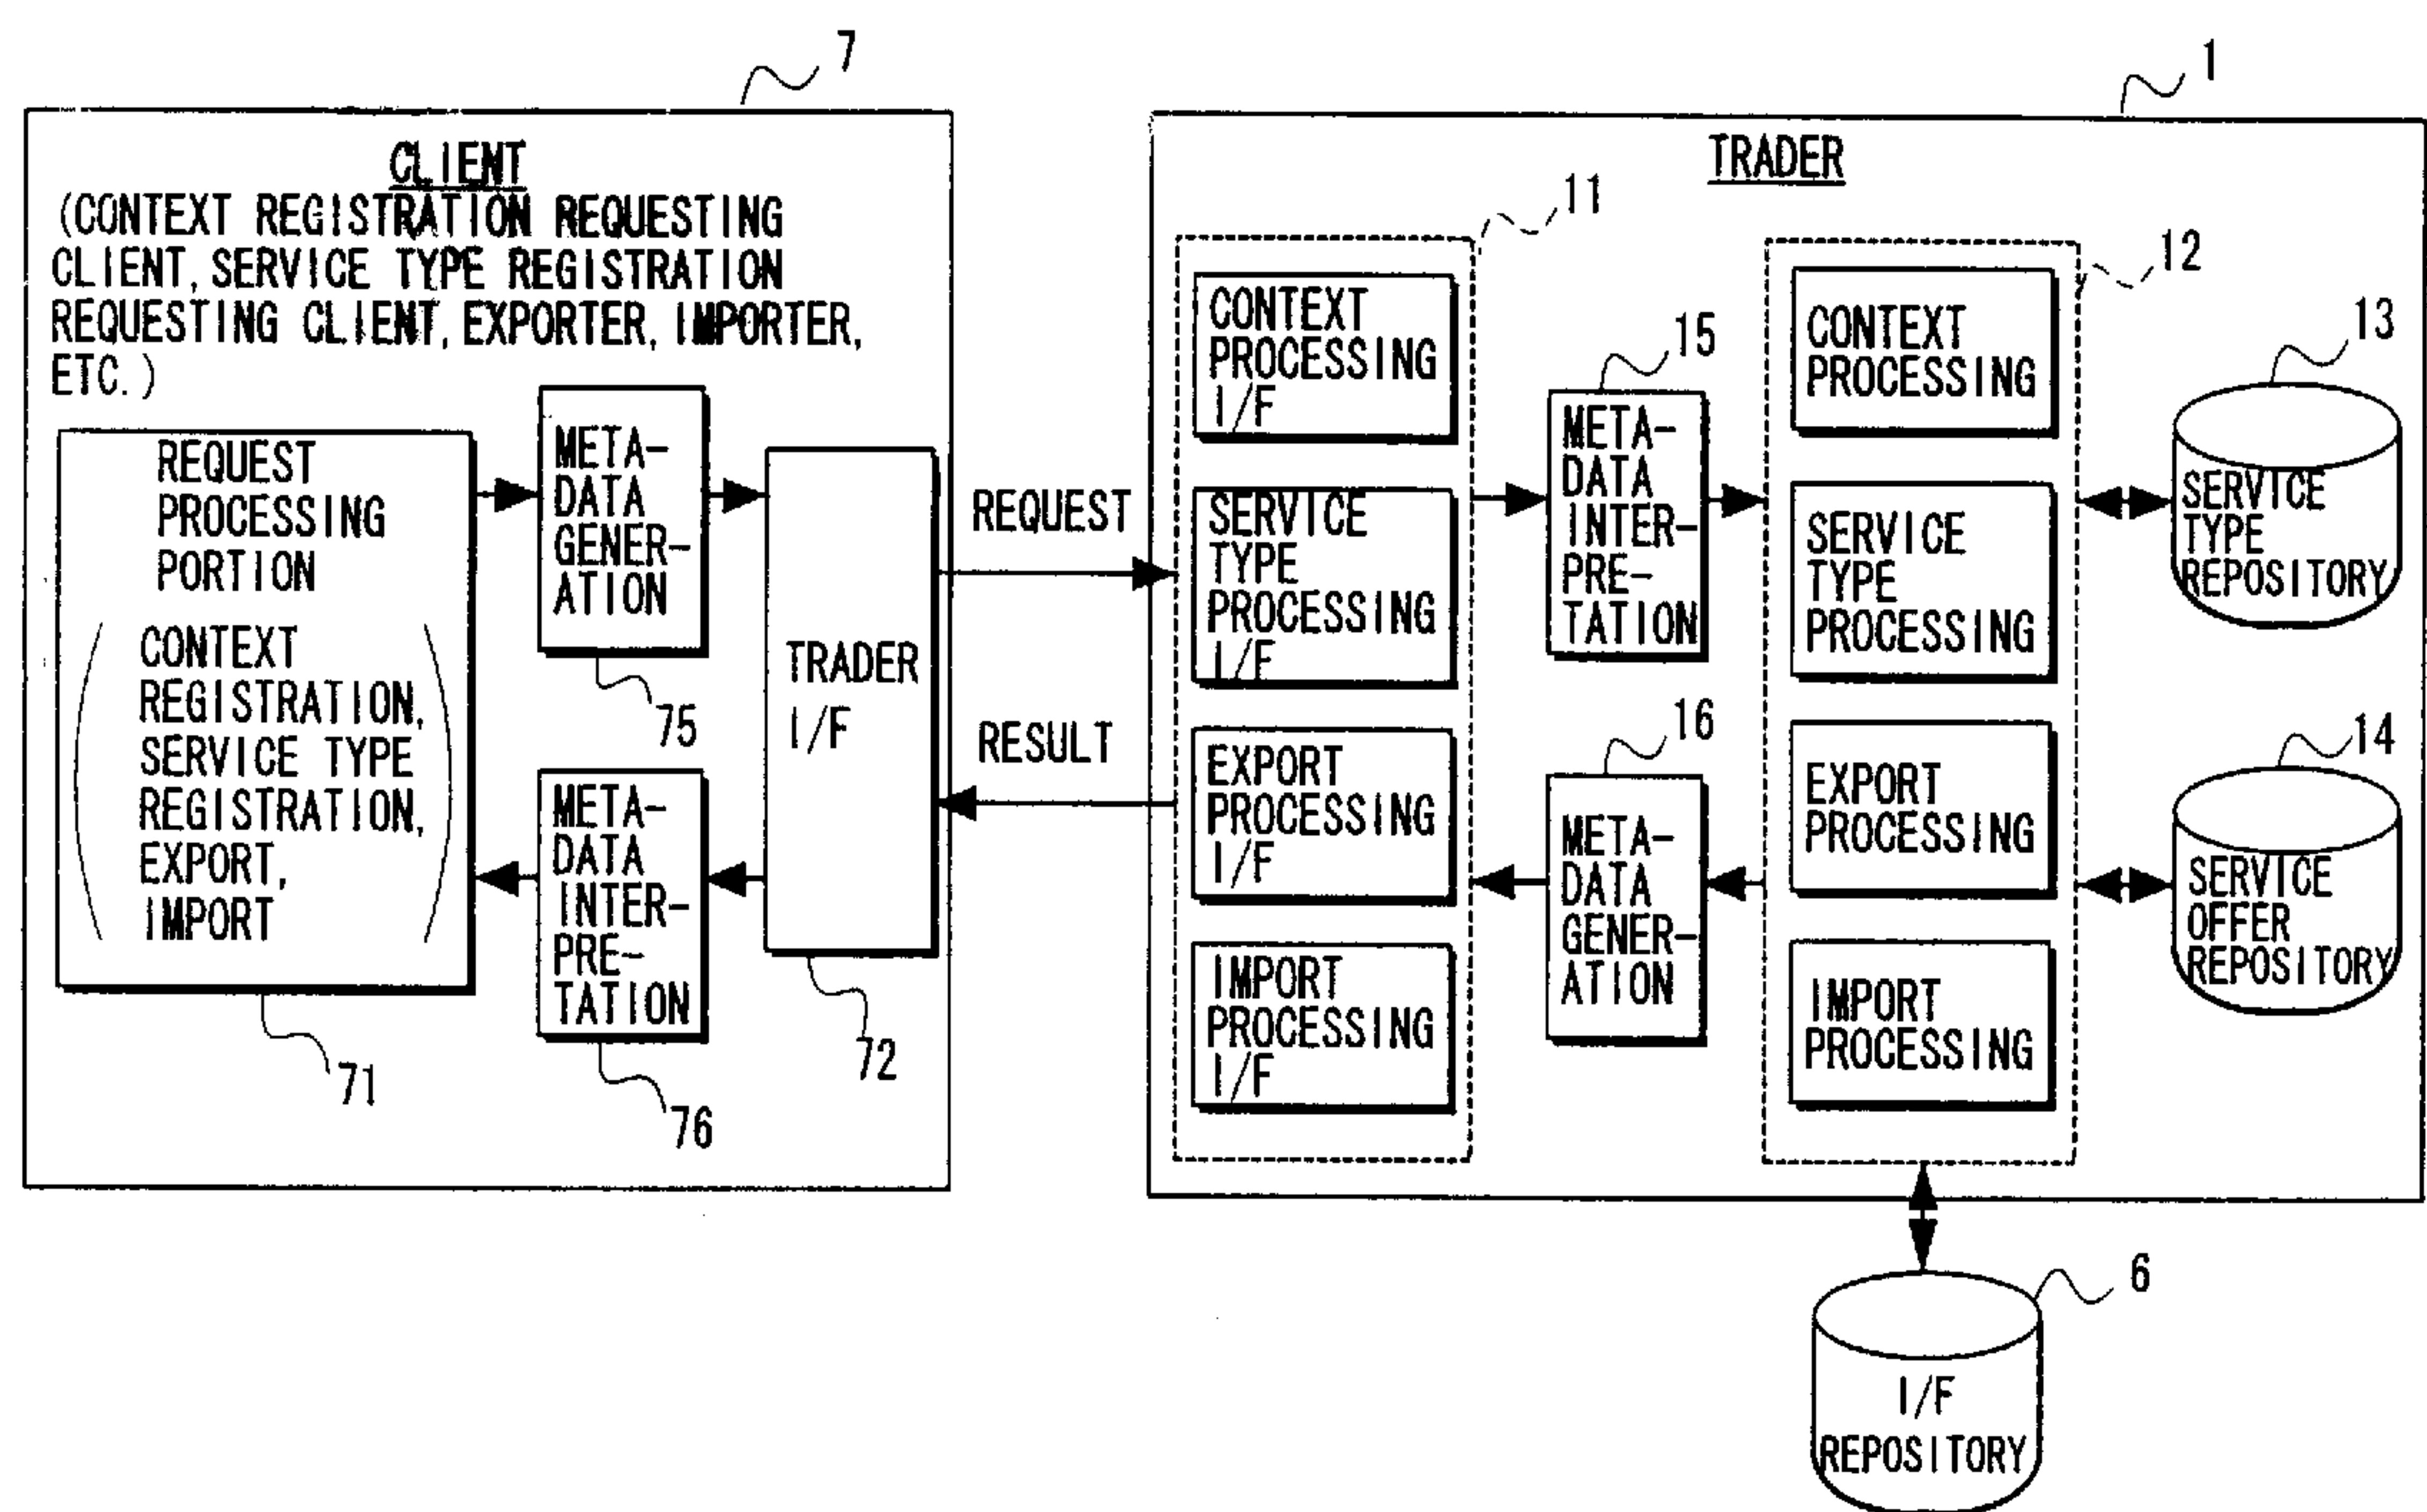 7
1
CLIENT
(CONTEXT REGISTRATION REQUESTING
CLIENT, SERVICE TYPE REGISTRATION
REQUESTING CLIENT, EXPORTER, IMPORTER,
ETC.)
REQUEST
PROCESSING
PORTION
CONTEXT
REGISTRATION,
SERVICE TYPE
REGISTRATION,
EXPORT,
IMPORT
71
META-
DATA
GENER-
ATION
75
META-
DATA
INTER-
PRE-
TATION
76
TRADER
I/F
72
REQUEST
RESULT
TRADER
11
CONTEXT
PROCESSING
I/F
SERVICE
TYPE
PROCESSING
I/F
EXPORT
PROCESSING
I/F
IMPORT
PROCESSING
I/F
15
META-
DATA
INTER-
PRE-
TATION
16
META-
DATA
GENER-
ATION
12
CONTEXT
PROCESSING
SERVICE
TYPE
PROCESSING
EXPORT
PROCESSING
IMPORT
PROCESSING
13
SERVICE
TYPE
REPOSITORY
14
SERVICE
OFFER
REPOSITORY
6
I/F
REPOSITORY